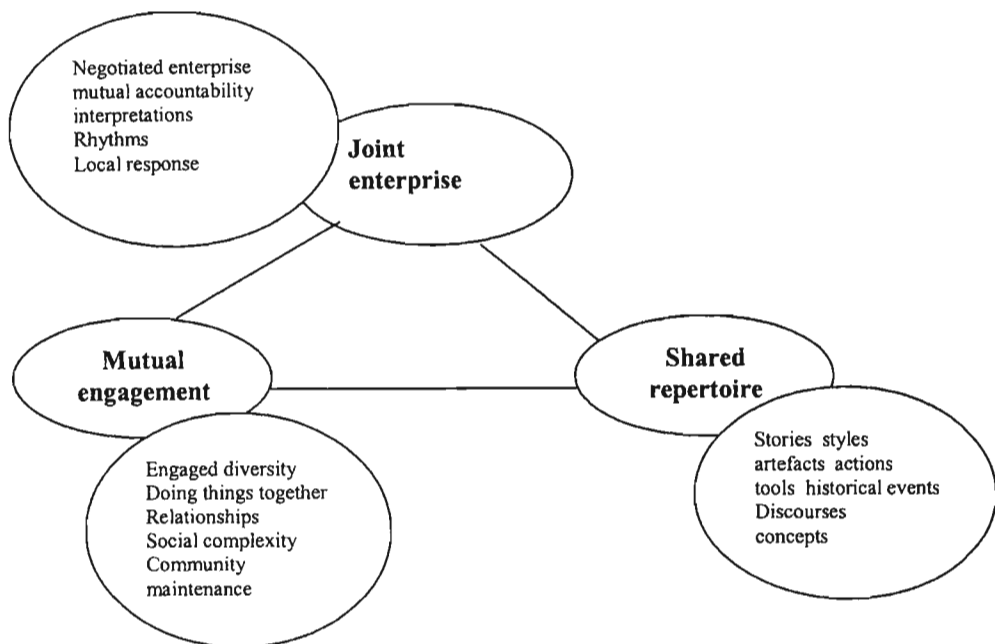 Negotiated enterprise
mutual accountability
interpretations
Rhythms
Local response
Joint
enterprise
Mutual
engagement
Engaged diversity
Doing things together
Relationships
Social complexity
Community
maintenance
Shared
repertoire
Stories styles
artefacts actions
tools historical events
Discourses
concepts